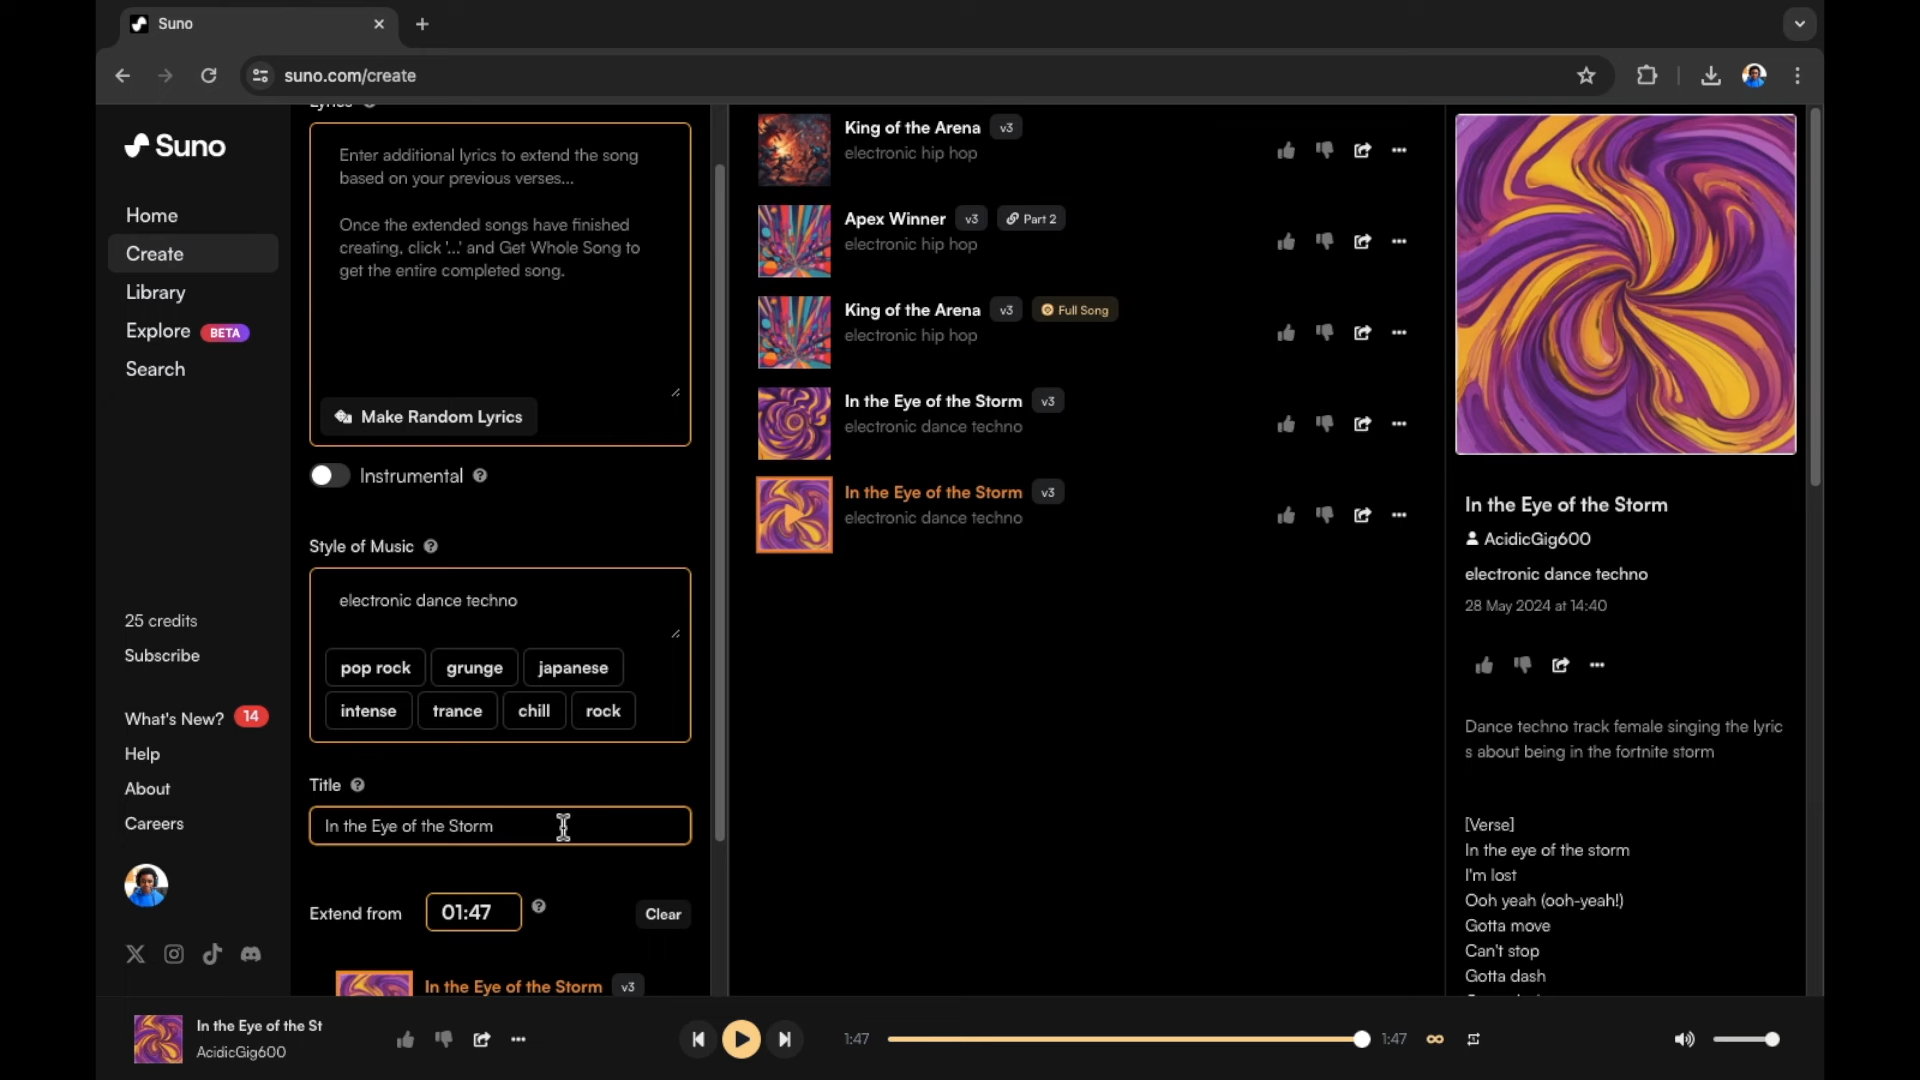 Suno
suno.com/create
Suno
Home
Create
Library
Explore BETA
Search
25 credits
Subscribe
What's New? 14
Help
About
Careers
Lyrics
Enter additional lyrics to extend the song
based on your previous verses...
Once the extended songs have finished
creating, click '...' and Get Whole Song to
get the entire completed song.
Make Random Lyrics
Instrumental
Style of Music
electronic dance techno
pop rock grunge japanese
intense trance chill rock
Title
In the Eye of the Storm
Extend from 01:47 Clear
In the Eye of the Storm v3
King of the Arena v3
electronic hip hop
Apex Winner v3 Part 2
electronic hip hop
King of the Arena v3 Full Song
electronic hip hop
In the Eye of the Storm v3
electronic dance techno
In the Eye of the Storm v3
electronic dance techno
In the Eye of the Storm
AcidicGig600
electronic dance techno
28 May 2024 at 14:40
Dance techno track female singing the lyric
s about being in the fortnite storm
[Verse]
In the eye of the storm
I'm lost
Ooh yeah (ooh-yeah!)
Gotta move
Can't stop
Gotta dash
In the Eye of the St
AcidicGig600
1:47 1:47